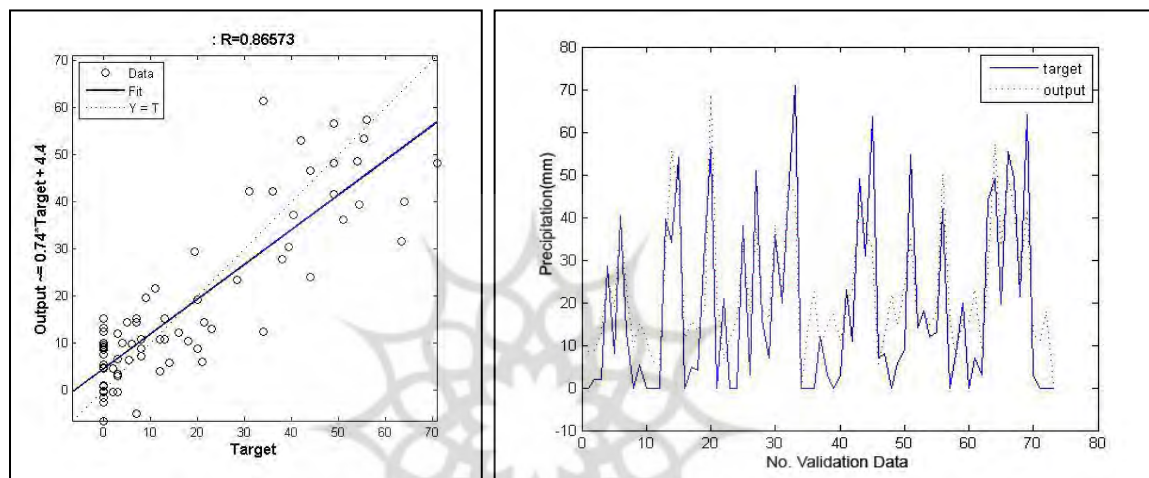 : R=0.86573
Data
Fit
Y = T
Output ~= 0.74*Target + 4.4
70
60
50
40
30
20
10
0
0 10 20 30 40 50 60 70
Target
target
output
Precipitation(mm)
80
70
60
50
40
30
20
10
0
-10
0 10 20 30 40 50 60 70 80
No. Validation Data